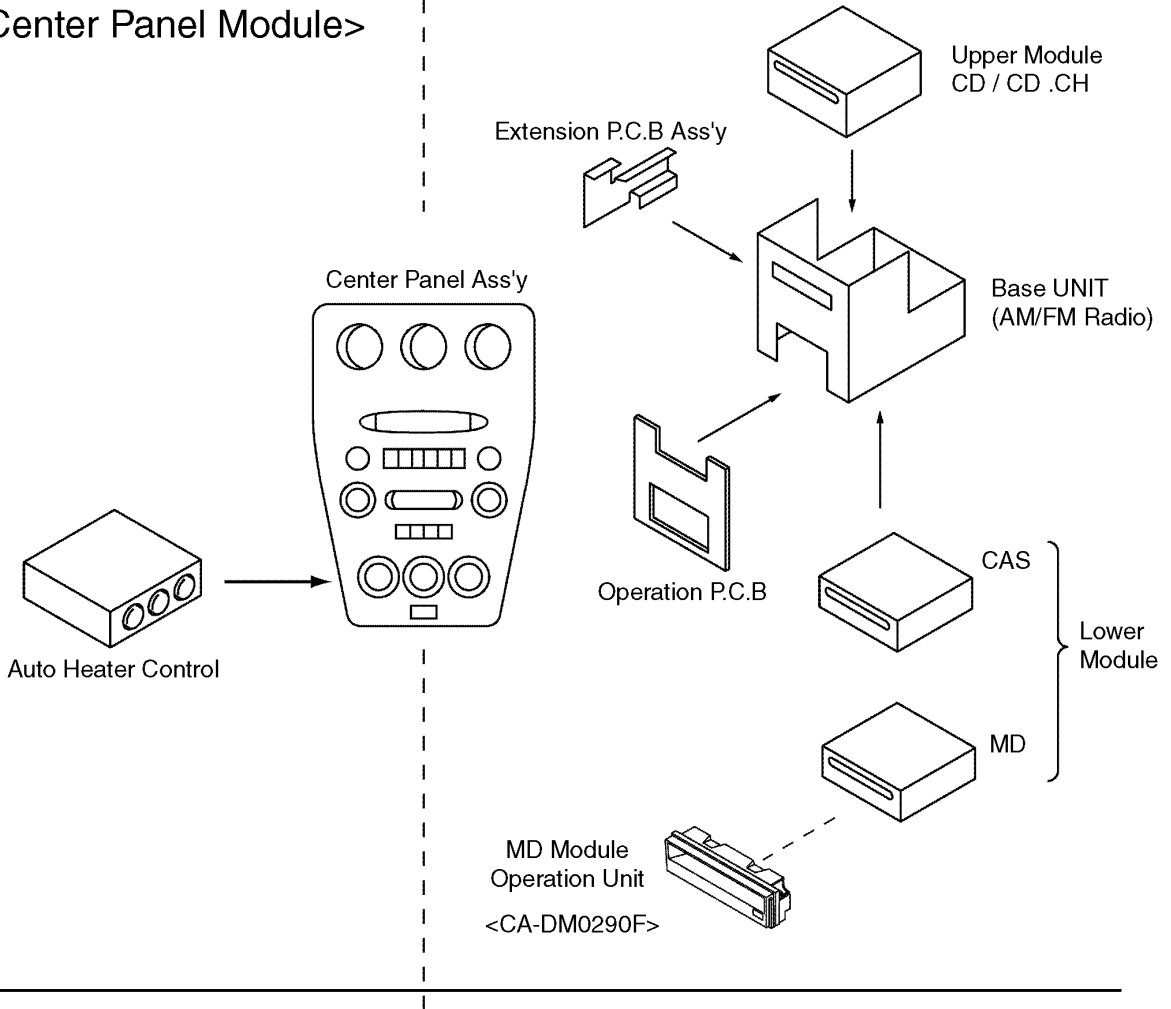 Center Panel Module>
Upper Module
CD / CD .CH
Extension P.C.B Ass'y
Center Panel Ass'y
Base UNIT
(AM/FM Radio)
Operation P.C.B
CAS
Lower
Module
Auto Heater Control
MD
MD Module
Operation Unit
<CA-DM0290F>